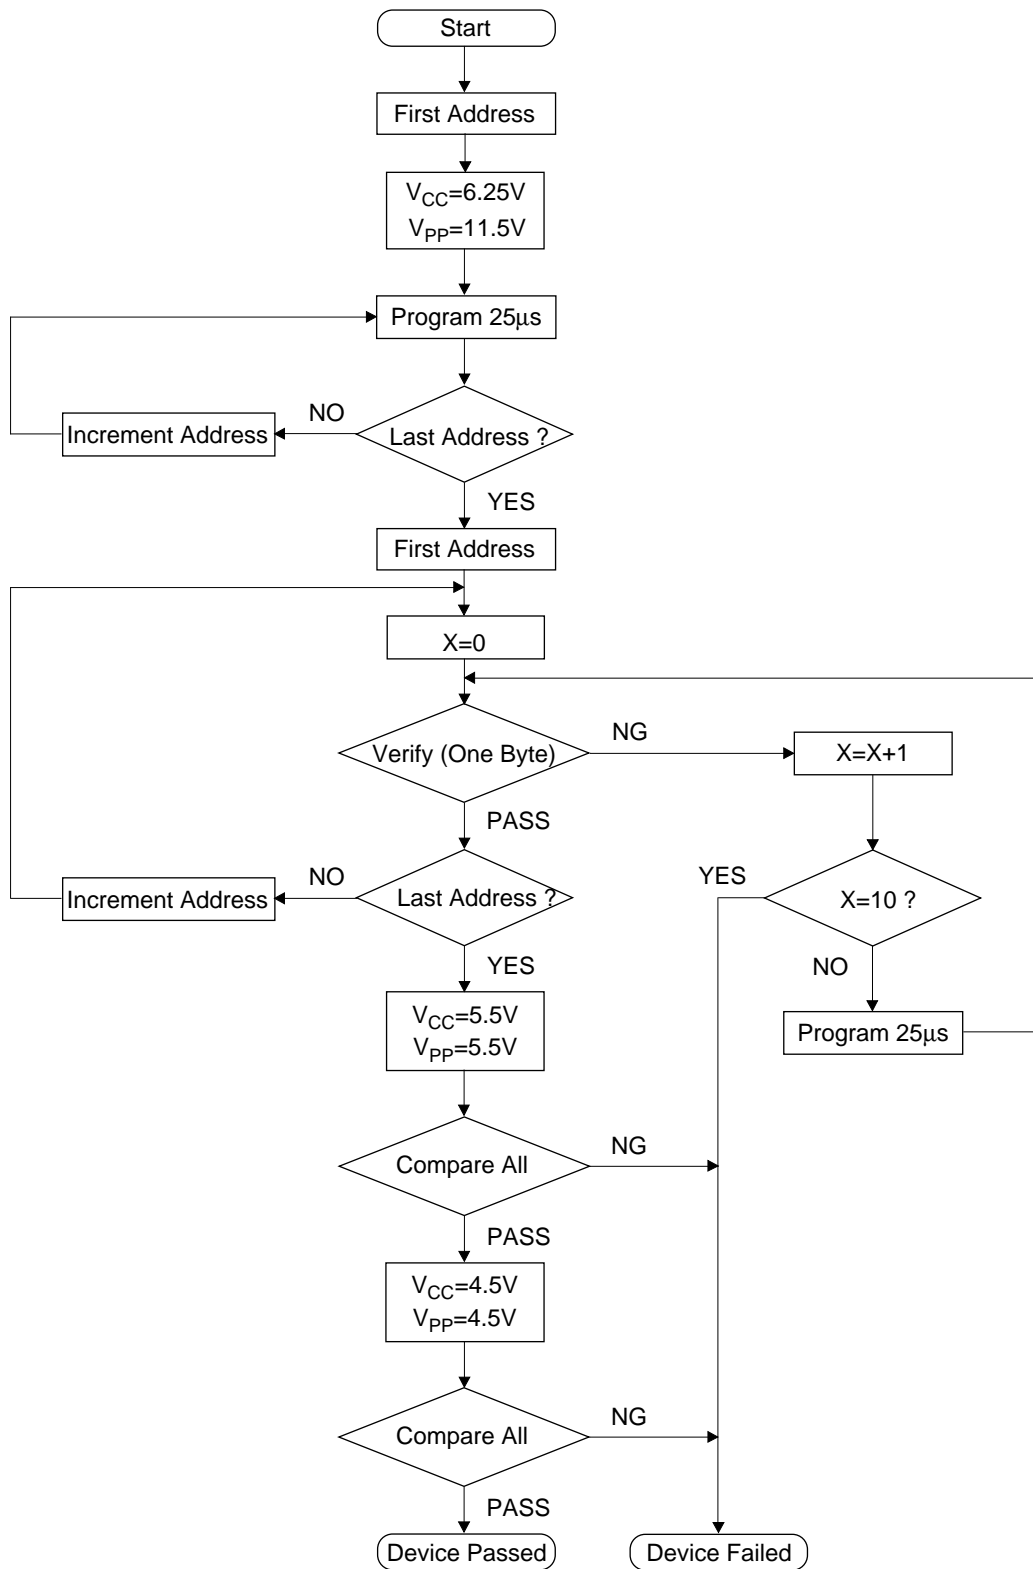 Start
First Address
VCC=6.25V
VPP=11.5V
Program 25μs
NO
Increment Address
Last Address ?
YES
First Address
X=0
Verify (One Byte)
NG
X=X+1
PASS
NO
Increment Address
Last Address ?
YES
X=10 ?
YES
NO
VCC=5.5V
VPP=5.5V
Program 25μs
Compare All
NG
PASS
VCC=4.5V
VPP=4.5V
Compare All
NG
PASS
Device Passed
Device Failed